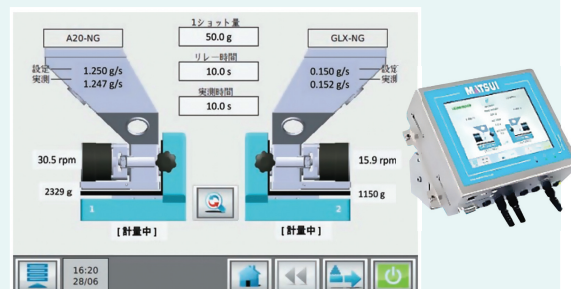 A20-NG
1ショット量
50.0 g
GLX-NG
リレー時間
10.0 s
実測時間
10.0 s
設定 1.250 g/s
実測 1.247 g/s
0.150 g/s 設定
0.152 g/s 実測
30.5 rpm
15.9 rpm
2329 g
1150 g
1
2
[計量中]
[計量中]
16:20
28/06
MATSUI